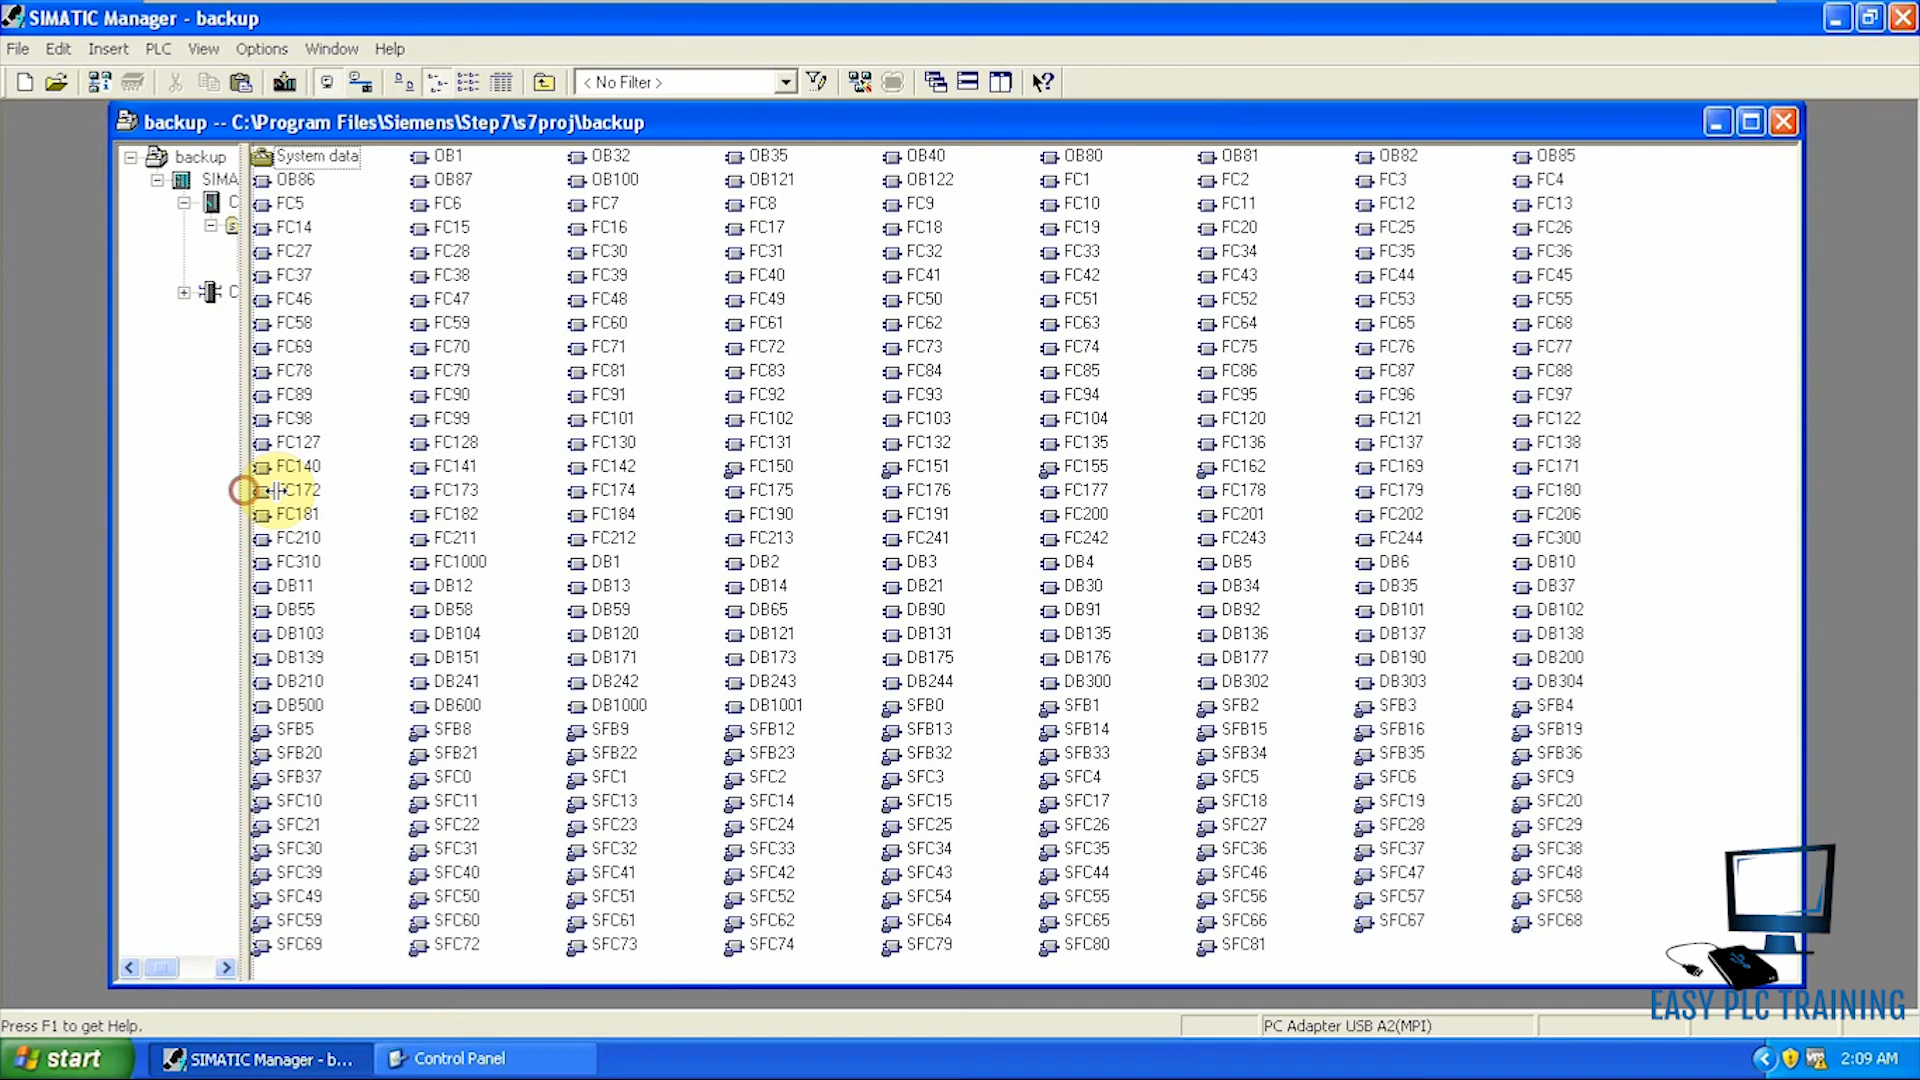 SIMATIC Manager - backup
File Edit Insert PLC View Options Window Help
< No Filter >
backup -- C:\Program Files\Siemens\Step7\s7proj\backup
backup
SIMA
C
C
System data OB1 OB32 OB35 OB40 OB80 OB81 OB82 OB85
OB86 OB87 OB100 OB121 OB122 FC1 FC2 FC3 FC4
FC5 FC6 FC7 FC8 FC9 FC10 FC11 FC12 FC13
FC14 FC15 FC16 FC17 FC18 FC19 FC20 FC25 FC26
FC27 FC28 FC30 FC31 FC32 FC33 FC34 FC35 FC36
FC37 FC38 FC39 FC40 FC41 FC42 FC43 FC44 FC45
FC46 FC47 FC48 FC49 FC50 FC51 FC52 FC53 FC55
FC58 FC59 FC60 FC61 FC62 FC63 FC64 FC65 FC68
FC69 FC70 FC71 FC72 FC73 FC74 FC75 FC76 FC77
FC78 FC79 FC81 FC83 FC84 FC85 FC86 FC87 FC88
FC89 FC90 FC91 FC92 FC93 FC94 FC95 FC96 FC97
FC98 FC99 FC101 FC102 FC103 FC104 FC120 FC121 FC122
FC127 FC128 FC130 FC131 FC132 FC135 FC136 FC137 FC138
FC140 FC141 FC142 FC150 FC151 FC155 FC162 FC169 FC171
FC172 FC173 FC174 FC175 FC176 FC177 FC178 FC179 FC180
FC181 FC182 FC184 FC190 FC191 FC200 FC201 FC202 FC206
FC210 FC211 FC212 FC213 FC241 FC242 FC243 FC244 FC300
FC310 FC1000 DB1 DB2 DB3 DB4 DB5 DB6 DB10
DB11 DB12 DB13 DB14 DB21 DB30 DB34 DB35 DB37
DB55 DB58 DB59 DB65 DB90 DB91 DB92 DB101 DB102
DB103 DB104 DB120 DB121 DB131 DB135 DB136 DB137 DB138
DB139 DB151 DB171 DB173 DB175 DB176 DB177 DB190 DB200
DB210 DB241 DB242 DB243 DB244 DB300 DB302 DB303 DB304
DB500 DB600 DB1000 DB1001 SFB0 SFB1 SFB2 SFB3 SFB4
SFB5 SFB8 SFB9 SFB12 SFB13 SFB14 SFB15 SFB16 SFB19
SFB20 SFB21 SFB22 SFB23 SFB32 SFB33 SFB34 SFB35 SFB36
SFB37 SFC0 SFC1 SFC2 SFC3 SFC4 SFC5 SFC6 SFC9
SFC10 SFC11 SFC13 SFC14 SFC15 SFC17 SFC18 SFC19 SFC20
SFC21 SFC22 SFC23 SFC24 SFC25 SFC26 SFC27 SFC28 SFC29
SFC30 SFC31 SFC32 SFC33 SFC34 SFC35 SFC36 SFC37 SFC38
SFC39 SFC40 SFC41 SFC42 SFC43 SFC44 SFC46 SFC47 SFC48
SFC49 SFC50 SFC51 SFC52 SFC54 SFC55 SFC56 SFC57 SFC58
SFC59 SFC60 SFC61 SFC62 SFC64 SFC65 SFC66 SFC67 SFC68
SFC69 SFC72 SFC73 SFC74 SFC79 SFC80 SFC81
EASY PLC TRAINING
Press F1 to get Help. PC Adapter USB A2(MPI)
start SIMATIC Manager - b... Control Panel 2:09 AM